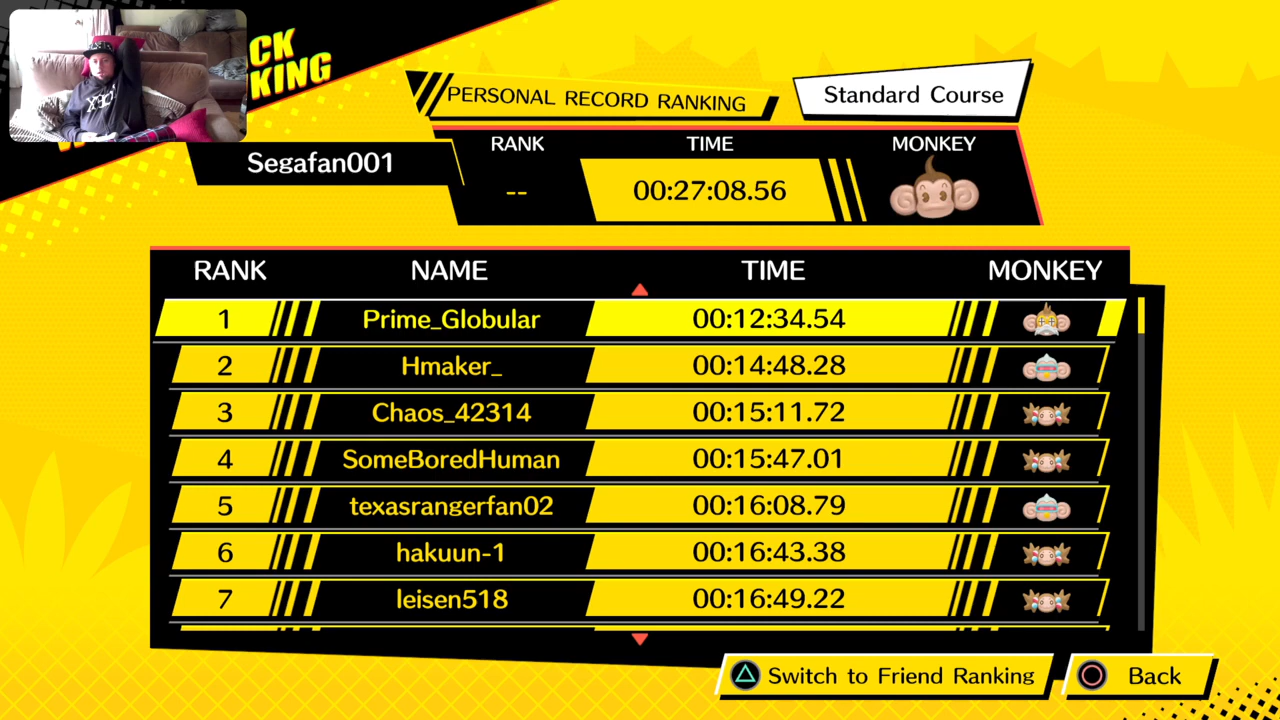 CK
KING
PERSONAL RECORD RANKING
Standard Course
RANK TIME MONKEY
Segafan001
-- 00:27:08.56
RANK NAME TIME MONKEY
1 Prime_Globular 00:12:34.54
2 Hmaker_ 00:14:48.28
3 Chaos_42314 00:15:11.72
4 SomeBoredHuman 00:15:47.01
5 texasrangerfan02 00:16:08.79
6 hakuun-1 00:16:43.38
7 leisen518 00:16:49.22
Switch to Friend Ranking
Back